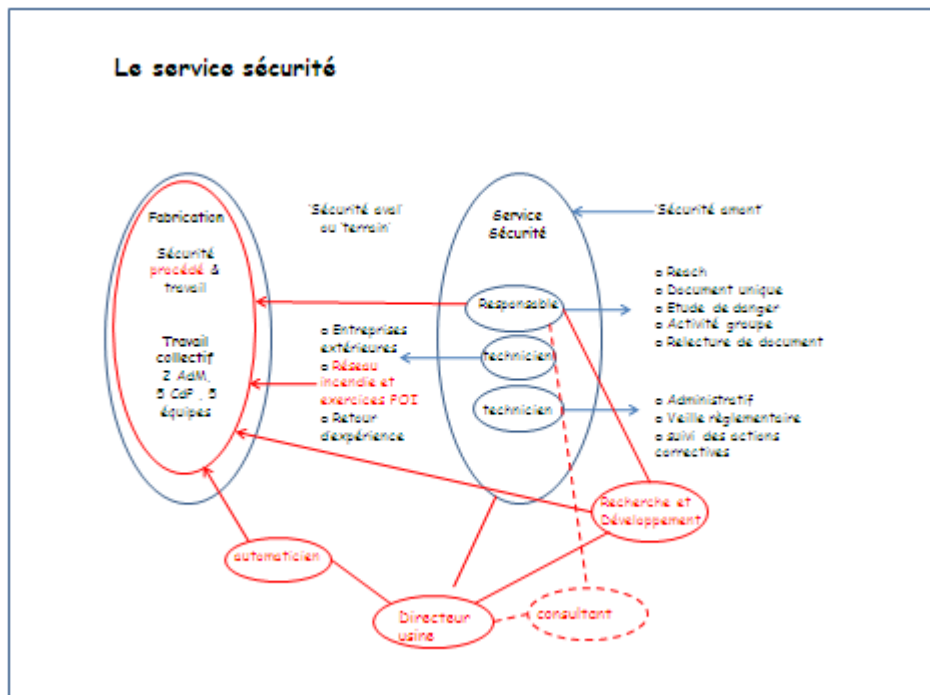 Le service sécurité
Fabrication
Sécurité
procédé &
travail
Travail
collectif
2 AdM,
5 CdP , 5
équipes
'Sécurité aval'
ou 'terrain'
o Entreprises
extérieures
o Réseau
incendie et
exercices POI
o Retour
d'expérience
Service
Sécurité
Responsable
technicien
technicien
'Sécurité amont'
o Reach
o Document unique
o Etude de danger
o Activité groupe
o Relecture de document
o Administratif
o Veille règlementaire
o suivi des actions
correctives
Recherche et
Développement
automaticien
Directeur
usine
consultant